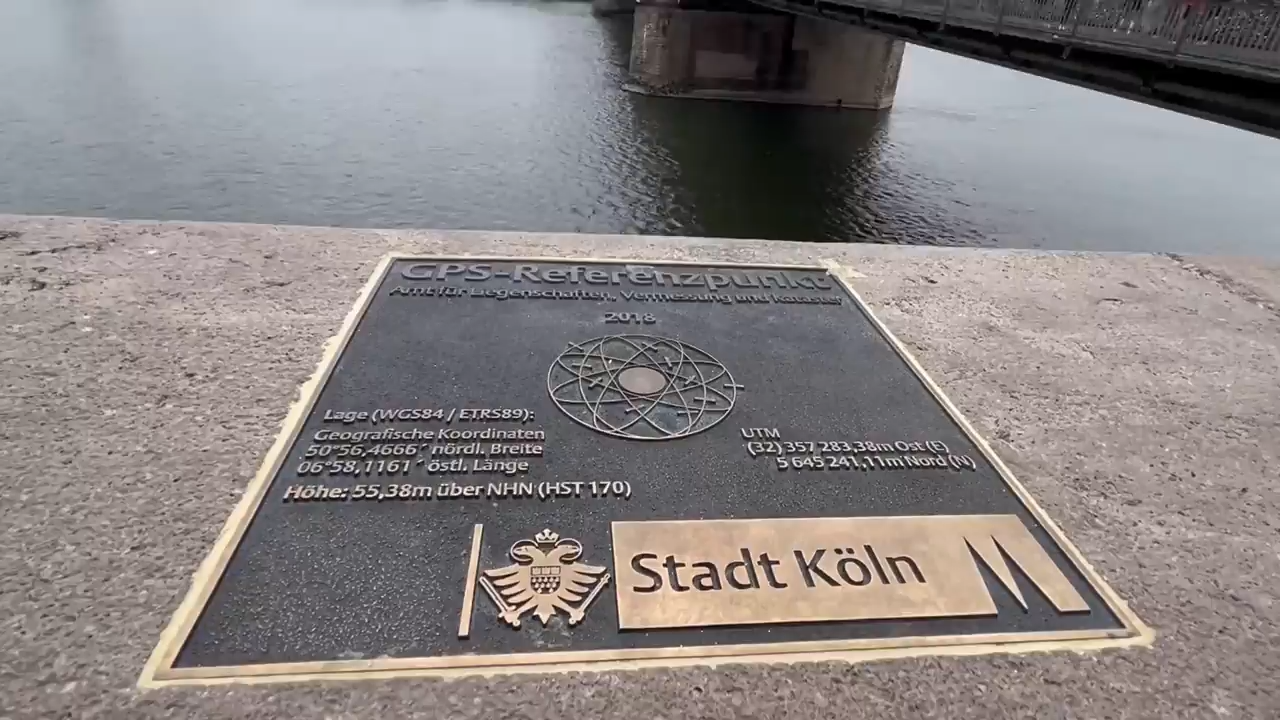 GPS-Referenzpunkt
Amt für Liegenschaften, Vermessung und Kataster
2018
Lage (WGS84 / ETRS89):
Geografische Koordinaten
50°56,4666´ nördl. Breite
06°58,1161´ östl. Länge
Höhe: 55,38m über NHN (HST 170)
UTM
(32) 357 283,38m Ost (E)
5 645 241,11m Nord (N)
Stadt Köln